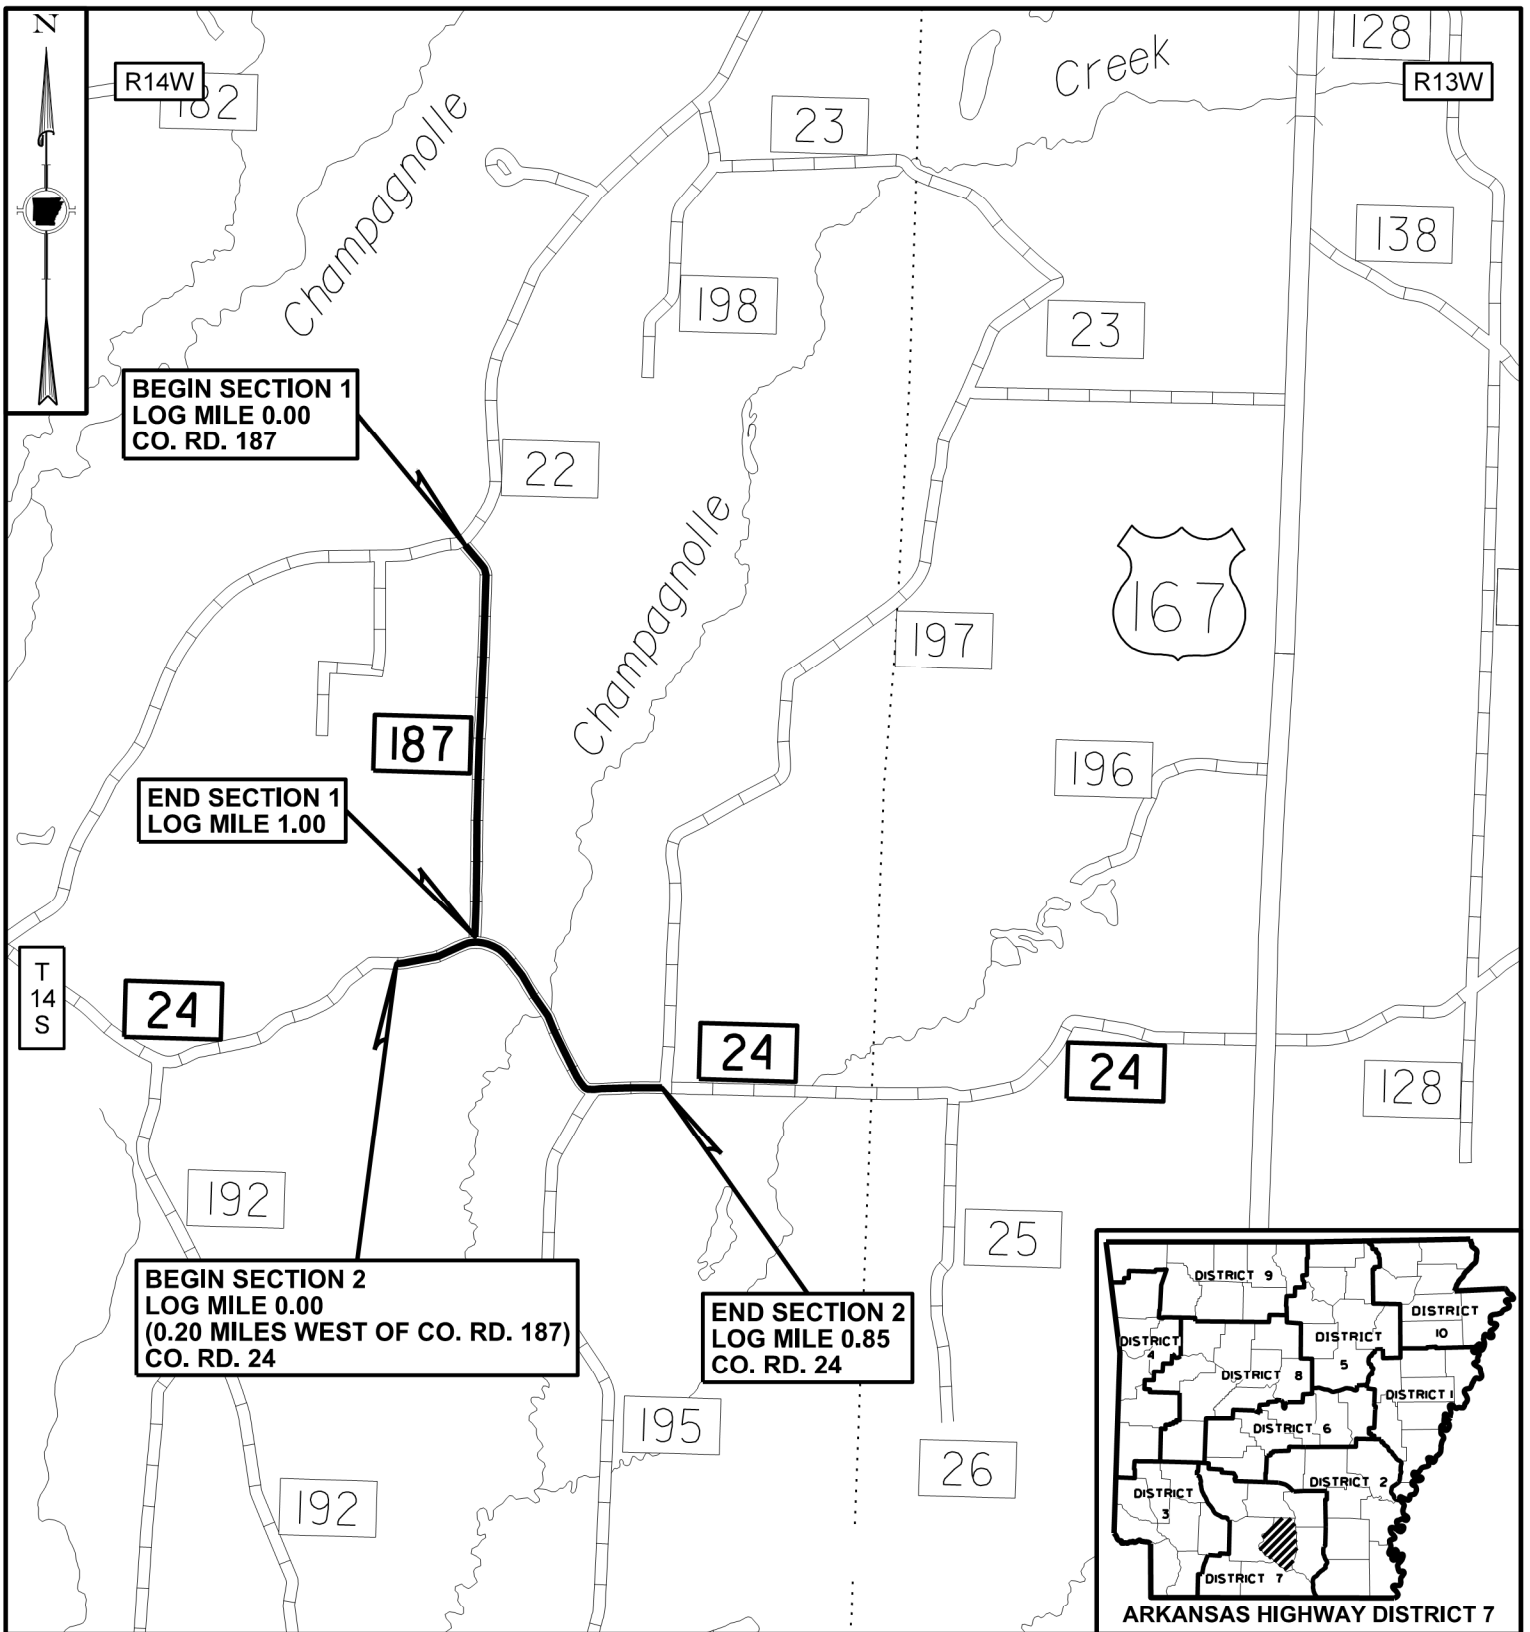 N
R14W
182
Champagnolle
23
Creek
128
R13W
138
198
23
BEGIN SECTION 1
LOG MILE 0.00
CO. RD. 187
22
Champagnolle
167
197
187
196
END SECTION 1
LOG MILE 1.00
T
14
S
24
24
24
128
192
25
BEGIN SECTION 2
LOG MILE 0.00
(0.20 MILES WEST OF CO. RD. 187)
CO. RD. 24
END SECTION 2
LOG MILE 0.85
CO. RD. 24
195
26
192
DISTRICT 9
DISTRICT
10
DISTRICT
4
DISTRICT
5
DISTRICT 8
DISTRICT 1
DISTRICT 6
DISTRICT 2
DISTRICT
3
DISTRICT 7
ARKANSAS HIGHWAY DISTRICT 7